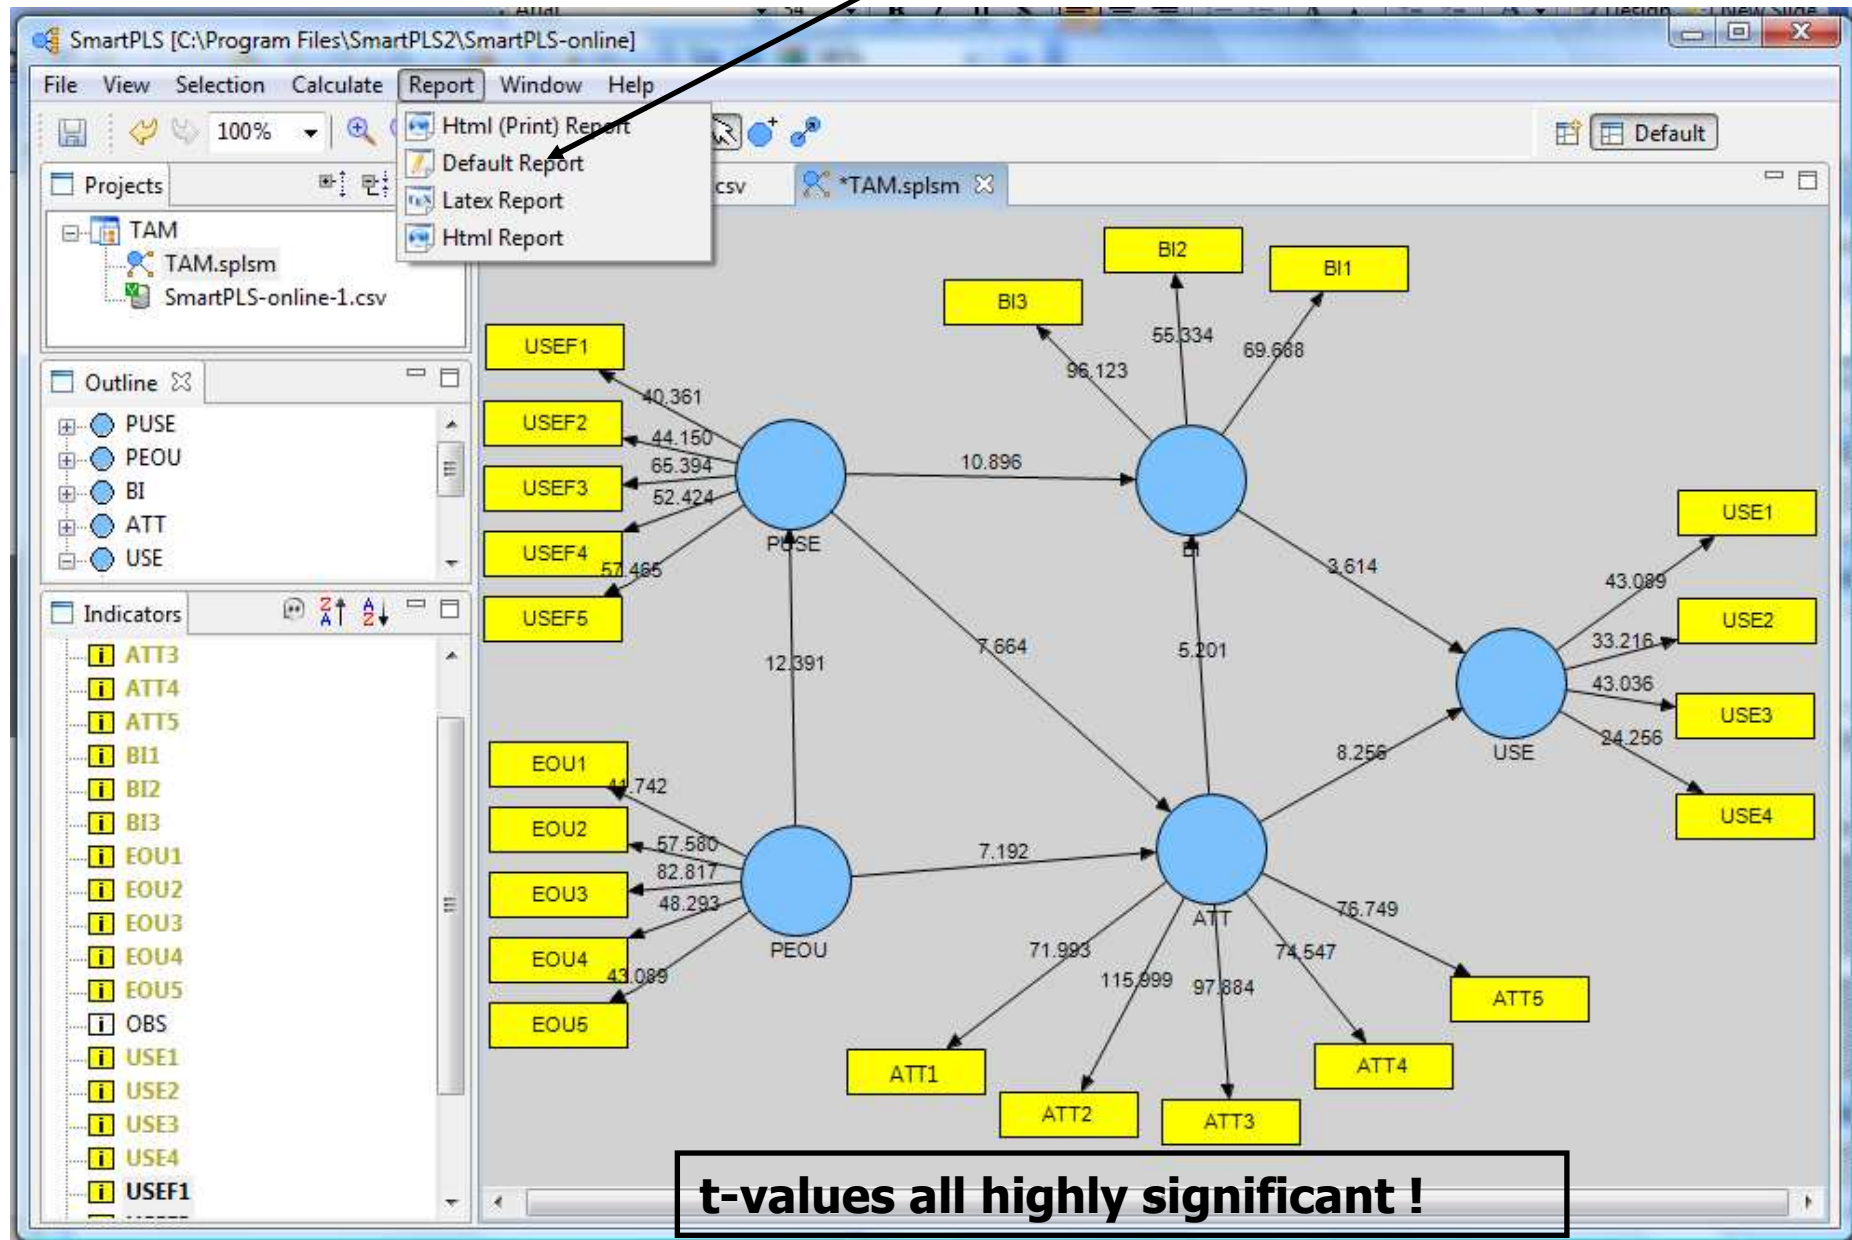 SmartPLS [C:\Program Files\SmartPLS2\SmartPLS-online]
File View Selection Calculate Report Window Help
100%
Default
Html (Print) Report
Default Report
Latex Report
Html Report
Projects
.csv
*TAM.splsm
TAM
TAM.splsm
SmartPLS-online-1.csv
Outline
PUSE
PEOU
BI
ATT
USE
Indicators
ATT3
ATT4
ATT5
BI1
BI2
BI3
EOU1
EOU2
EOU3
EOU4
EOU5
OBS
USE1
USE2
USE3
USE4
USEF1
BI2
BI1
BI3
55.334
69.688
96.123
USEF1
40.361
USEF2
44.150
65.394
USEF3
52.424
USEF4
57.465
USEF5
PUSE
10.896
BI
3.614
USE1
43.089
USE2
33.216
43.036
USE3
24.256
USE4
USE
12.391
7.664
5.201
8.256
EOU1
41.742
EOU2
57.580
82.817
EOU3
48.293
EOU4
43.089
EOU5
PEOU
7.192
ATT
76.749
71.993
74.547
115.999
97.884
ATT5
ATT1
ATT4
ATT2
ATT3
t-values all highly significant !